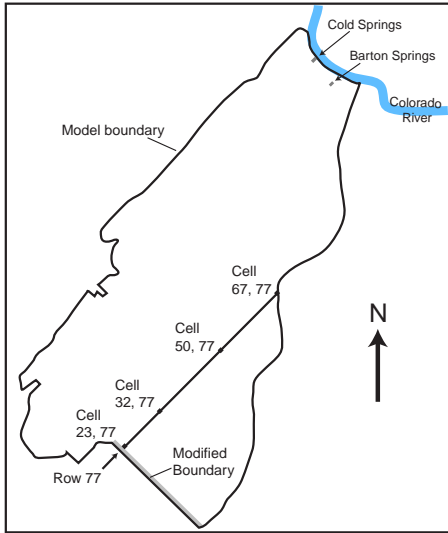 Cold Springs
Barton Springs
Colorado
River
Model boundary
Cell
67, 77
N
Cell
50, 77
Cell
32, 77
Cell
23, 77
Modified
Boundary
Row 77